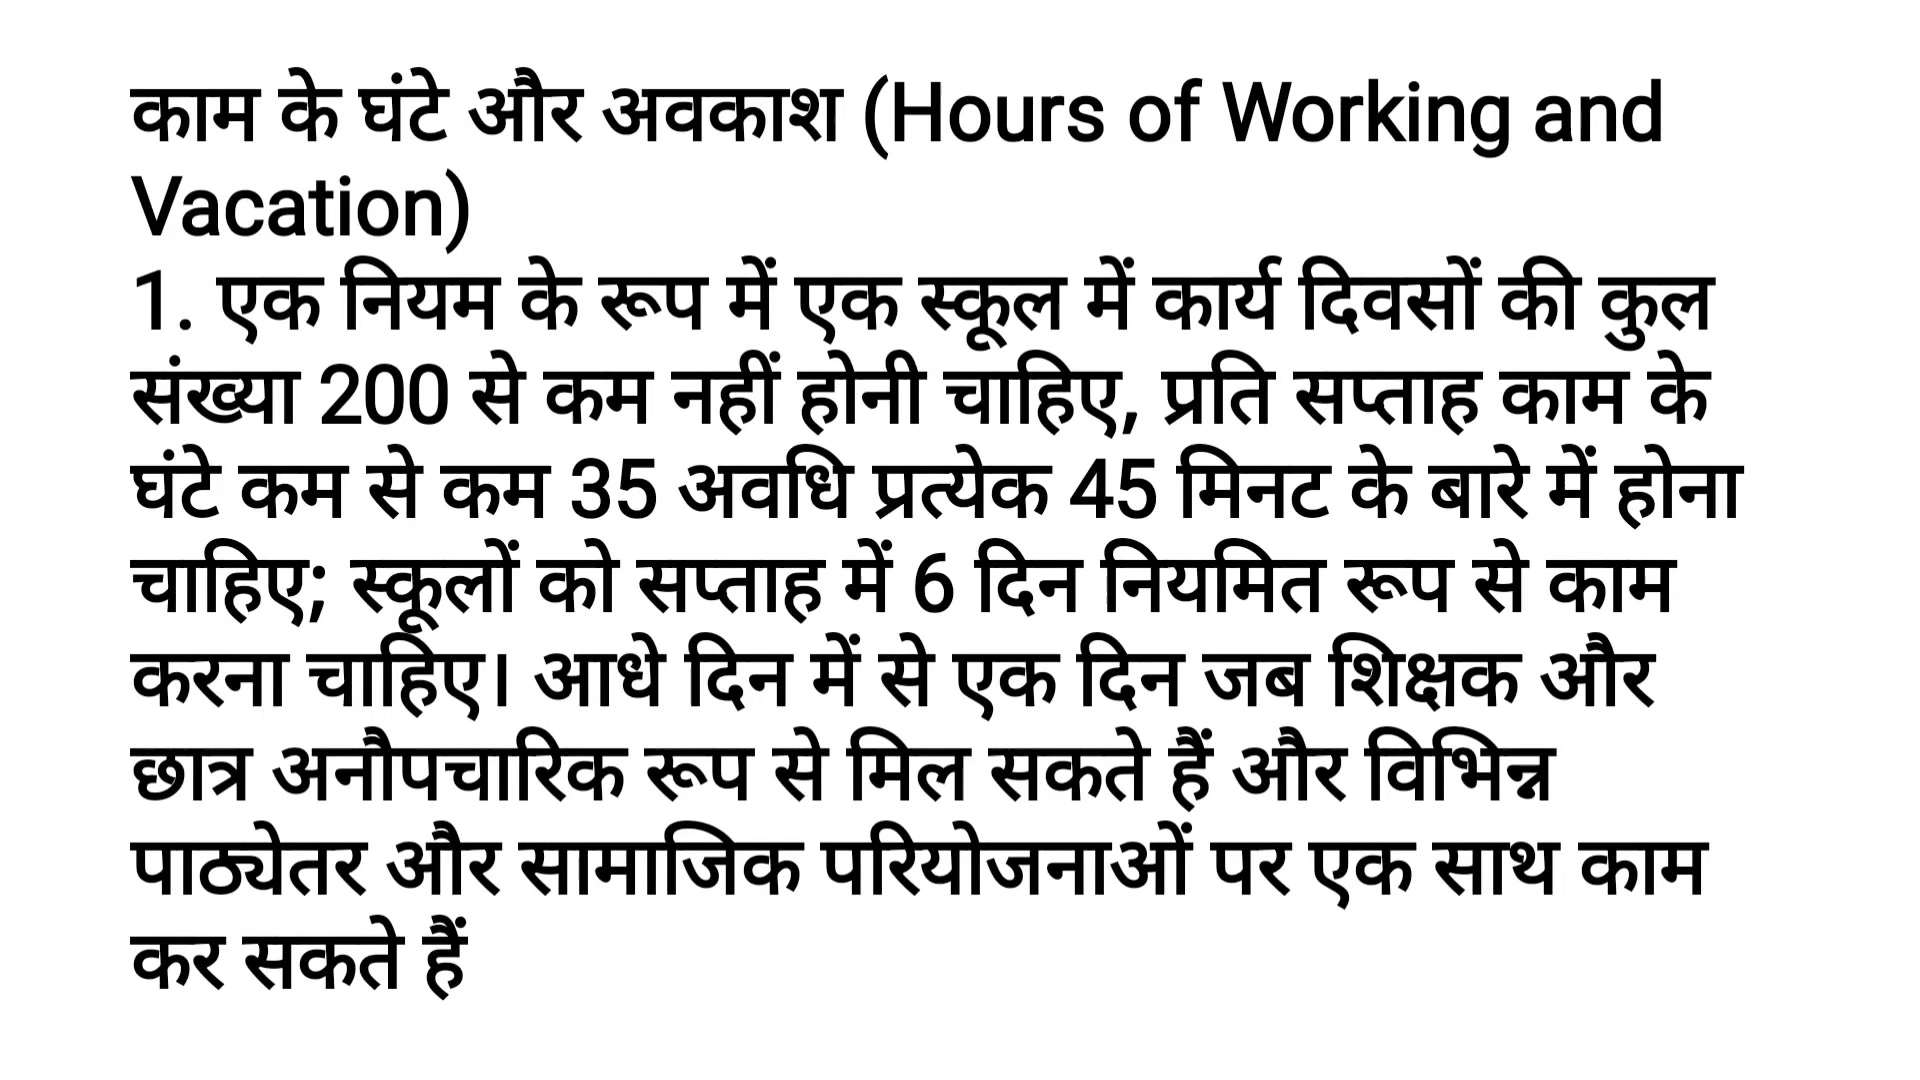 काम के घंटे और अवकाश (Hours of Working and
Vacation)
1. एक नियम के रूप में एक स्कूल में कार्य दिवसों की कुल
संख्या 200 से कम नहीं होनी चाहिए, प्रति सप्ताह काम के
घंटे कम से कम 35 अवधि प्रत्येक 45 मिनट के बारे में होना
चाहिए; स्कूलों को सप्ताह में 6 दिन नियमित रूप से काम
करना चाहिए। आधे दिन में से एक दिन जब शिक्षक और
छात्र अनौपचारिक रूप से मिल सकते हैं और विभिन्न
पाठ्येतर और सामाजिक परियोजनाओं पर एक साथ काम
कर सकते हैं